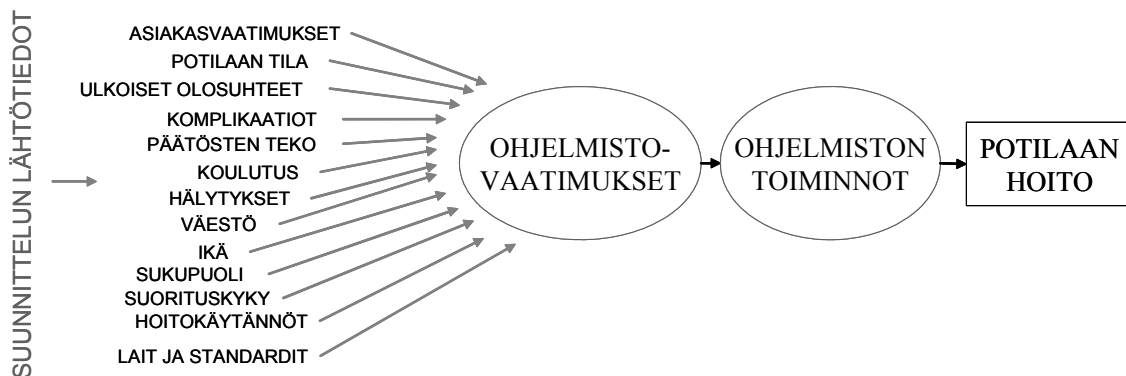 SUUNNITTELUN LÄHTÖTIEDOT
ASIAKASVAATIMUKSET
POTILAAN TILA
ULKOISET OLOSUHTEET
KOMPLIKAATIOT
PÄÄTÖSTEN TEKO
KOULUTUS
HÄLYTYKSET
VÄESTÖ
IKÄ
SUKUPUOLI
SUORITUSKYKY
HOITOKÄYTÄNNÖT
LAIT JA STANDARDIT
OHJELMISTO-
VAATIMUKSET
OHJELMISTON
TOIMINNOT
POTILAAN
HOITO